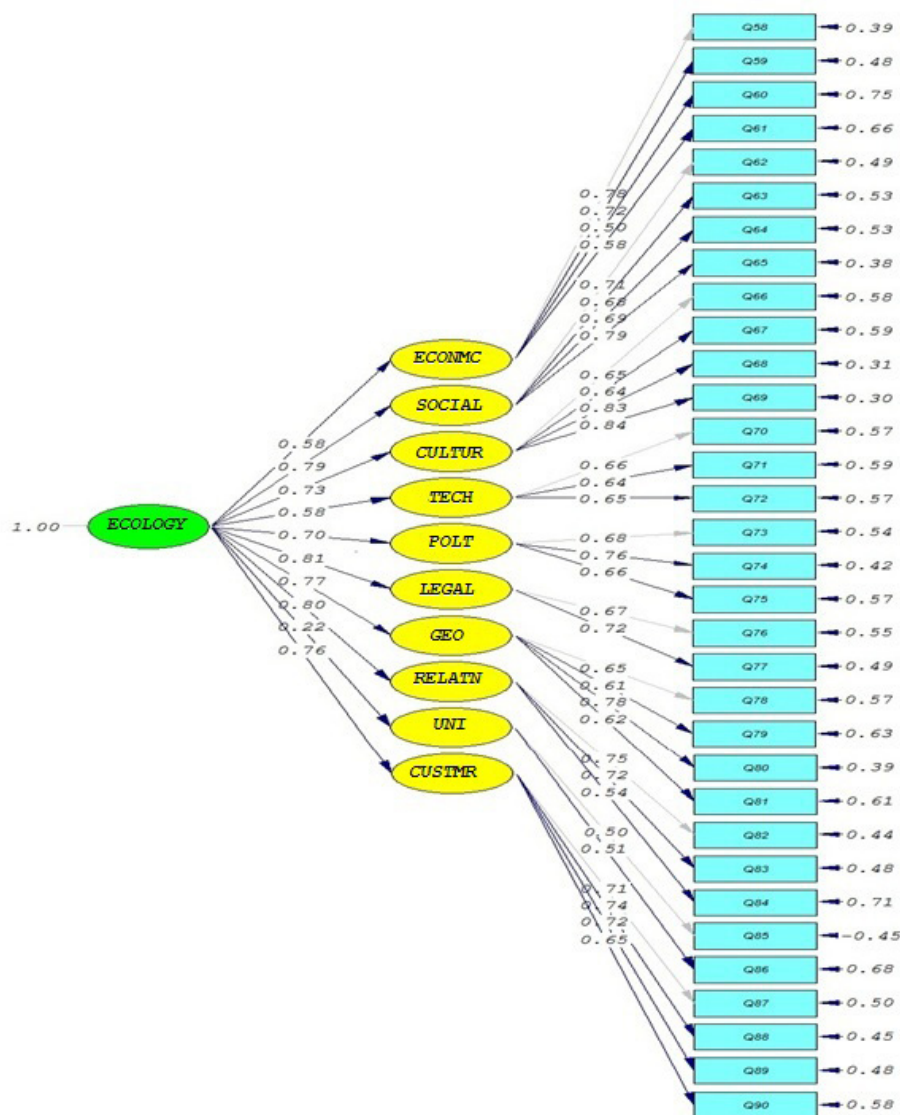 Q58 0.39
Q59 0.48
Q60 0.75
Q61 0.66
Q62 0.49
Q63 0.53
Q64 0.53
Q65 0.38
Q66 0.58
Q67 0.59
Q68 0.31
Q69 0.30
Q70 0.57
Q71 0.59
Q72 0.57
Q73 0.54
Q74 0.42
Q75 0.57
Q76 0.55
Q77 0.49
Q78 0.57
Q79 0.63
Q80 0.39
Q81 0.61
Q82 0.44
Q83 0.48
Q84 0.71
Q85 -0.45
Q86 0.68
Q87 0.50
Q88 0.45
Q89 0.48
Q90 0.58
0.78
0.72
0.50
0.58
0.71
0.68
0.69
0.79
0.65
0.64
0.83
0.84
0.66
0.64
0.65
0.68
0.76
0.66
0.67
0.72
0.65
0.61
0.78
0.62
0.75
0.72
0.54
0.50
0.51
0.71
0.74
0.72
0.65
ECONMC
SOCIAL
CULTUR
TECH
POLT
LEGAL
GEO
RELATN
UNI
CUSTMR
0.58
0.79
0.73
0.58
0.70
0.81
0.77
0.80
0.22
0.76
1.00 ECOLOGY